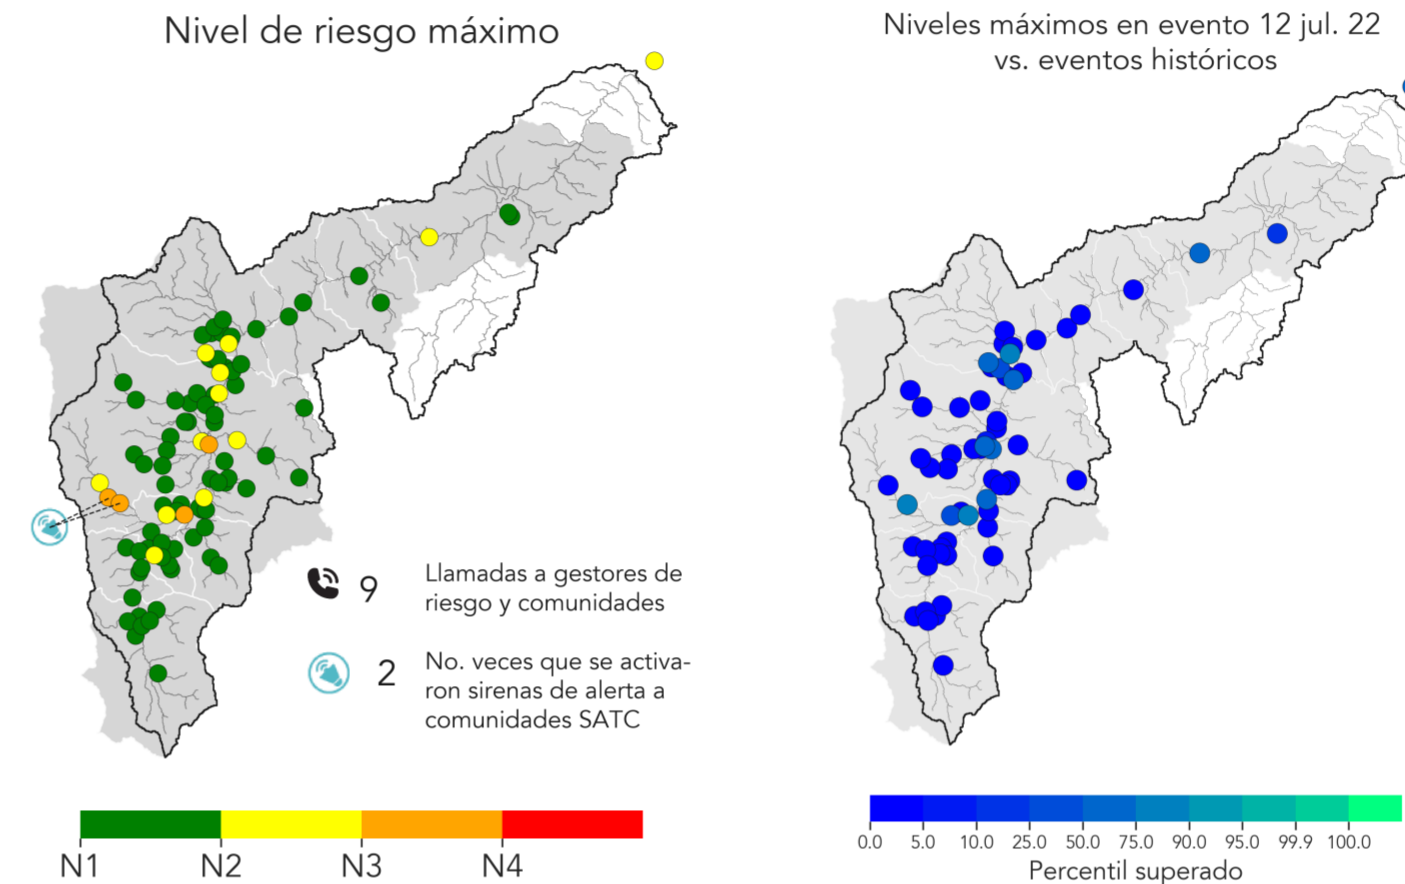 Nivel de riesgo máximo
9
Llamadas a gestores de
riesgo y comunidades
2
No. veces que se activa-
ron sirenas de alerta a
comunidades SATC
N1 N2 N3 N4
Niveles máximos en evento 12 jul. 22
vs. eventos históricos
0.0 5.0 10.0 25.0 50.0 75.0 90.0 95.0 99.9 100.0
Percentil superado